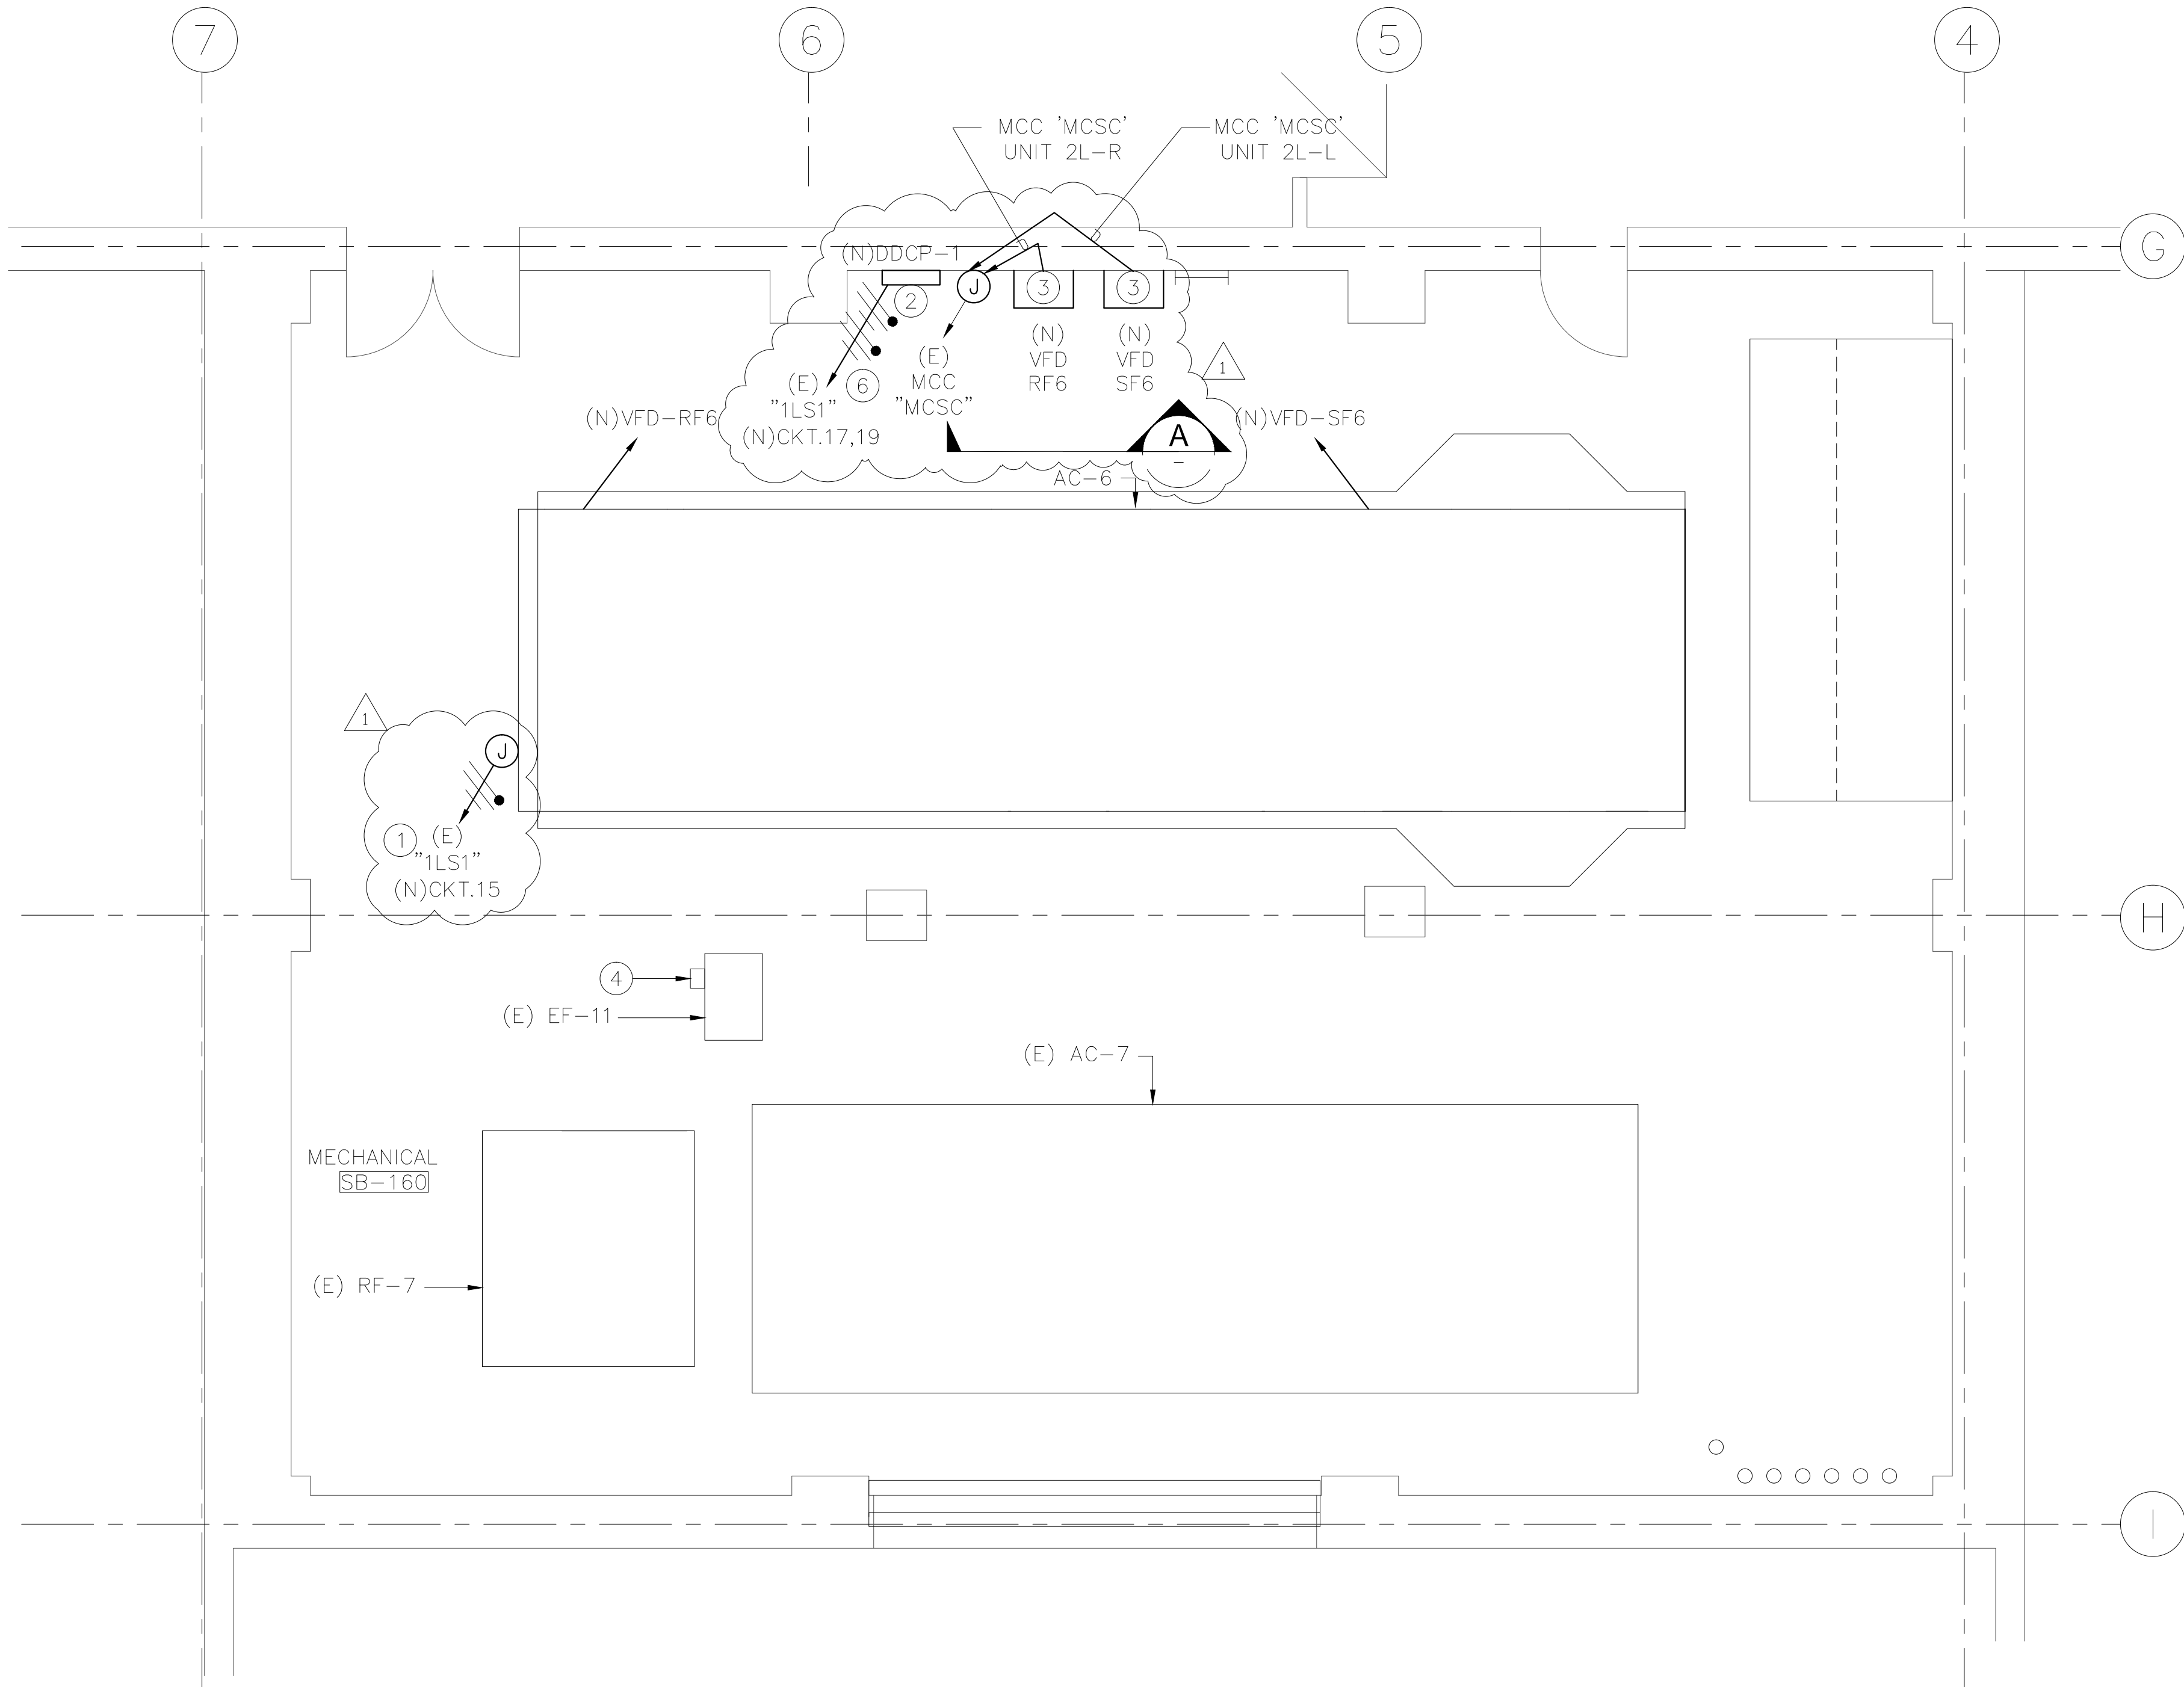 7
6
5
4
MCC 'MCSC'
UNIT 2L-R
MCC 'MCSC'
UNIT 2L-L
G
(N)DDCP-1
2
J
3
3
(N)
VFD
RF6
(N)
VFD
SF6
(E)
MCC
"MCSC"
(E)
"1LS1"
(N)CKT.17,19
6
1
(N)VFD-RF6
(N)VFD-SF6
A
-
AC-6
1
J
1
(E)
"1LS1"
(N)CKT.15
H
4
(E) EF-11
(E) AC-7
MECHANICAL
SB-160
(E) RF-7
I